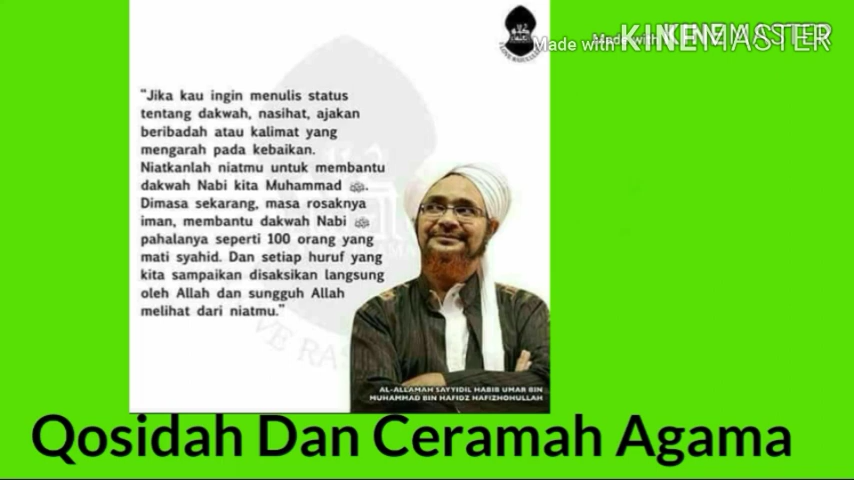 Made with KINEMASTER
"Jika kau ingin menulis status
tentang dakwah, nasihat, ajakan
beribadah atau kalimat yang
mengarah pada kebaikan.
Niatkanlah niatmu untuk membantu
dakwah Nabi kita Muhammad ﷺ.
Dimasa sekarang, masa rosaknya
iman, membantu dakwah Nabi ﷺ
pahalanya seperti 100 orang yang
mati syahid. Dan setiap huruf yang
kita sampaikan disaksikan langsung
oleh Allah dan sungguh Allah
melihat dari niatmu."
AL-ALLAMAH SAYYIDIL HABIB UMAR BIN
MUHAMMAD BIN HAFIDZ HAFIZHOHULLAH
Qosidah Dan Ceramah Agama